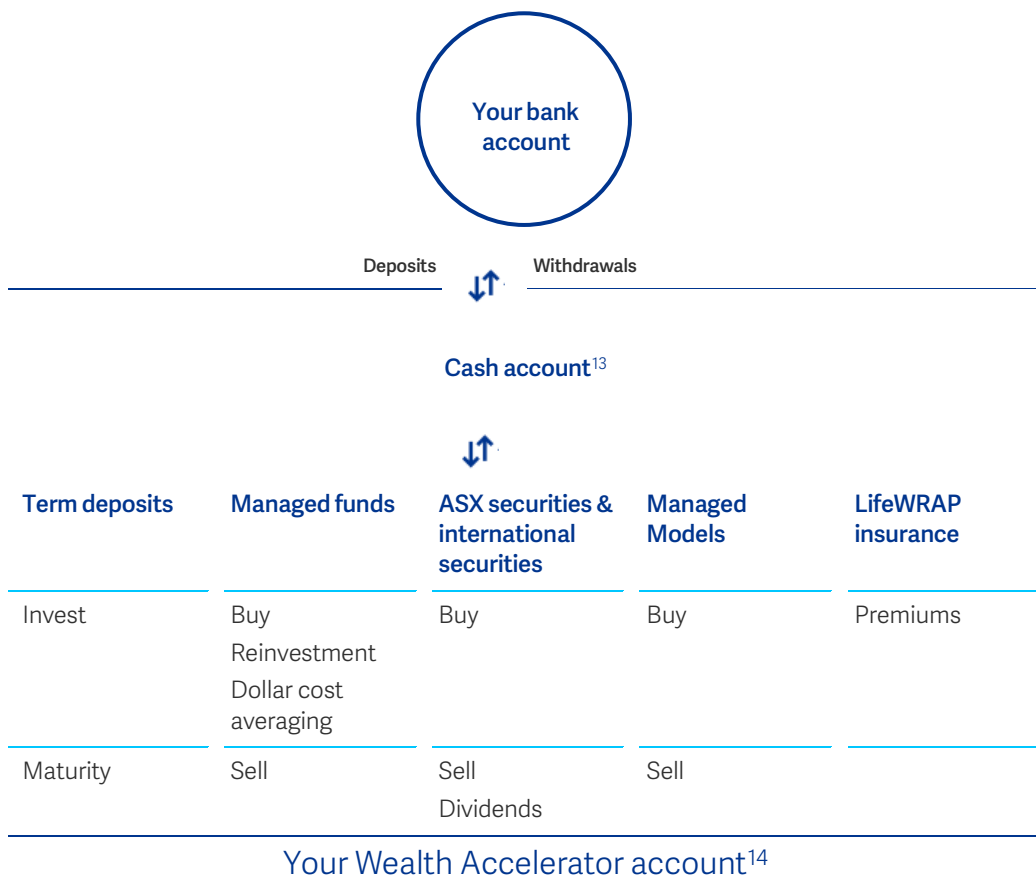 Your bank
account
Deposits
Withdrawals
Cash account13
Term deposits
Managed funds
ASX securities &
international
securities
Managed
Models
LifeWRAP
insurance
Invest
Buy
Reinvestment
Dollar cost
averaging
Buy
Buy
Premiums
Maturity
Sell
Sell
Dividends
Sell
Your Wealth Accelerator account14